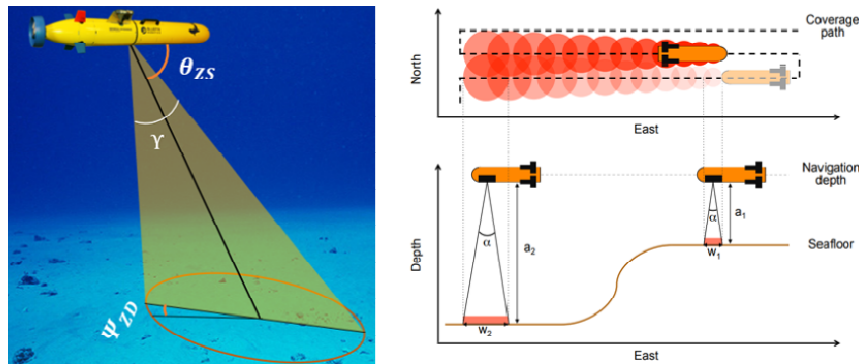 θZS
ϒ
ΨZD
Coverage
path
North
East
Navigation
depth
α
a2
α
a1
Depth
Seafloor
w1
w2
East